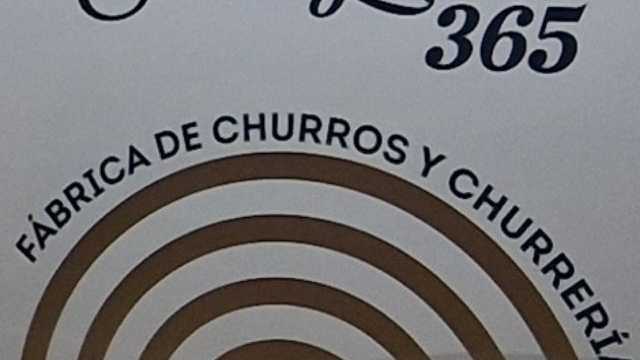 365
FÁBRICA DE CHURROS Y CHURRERÍA